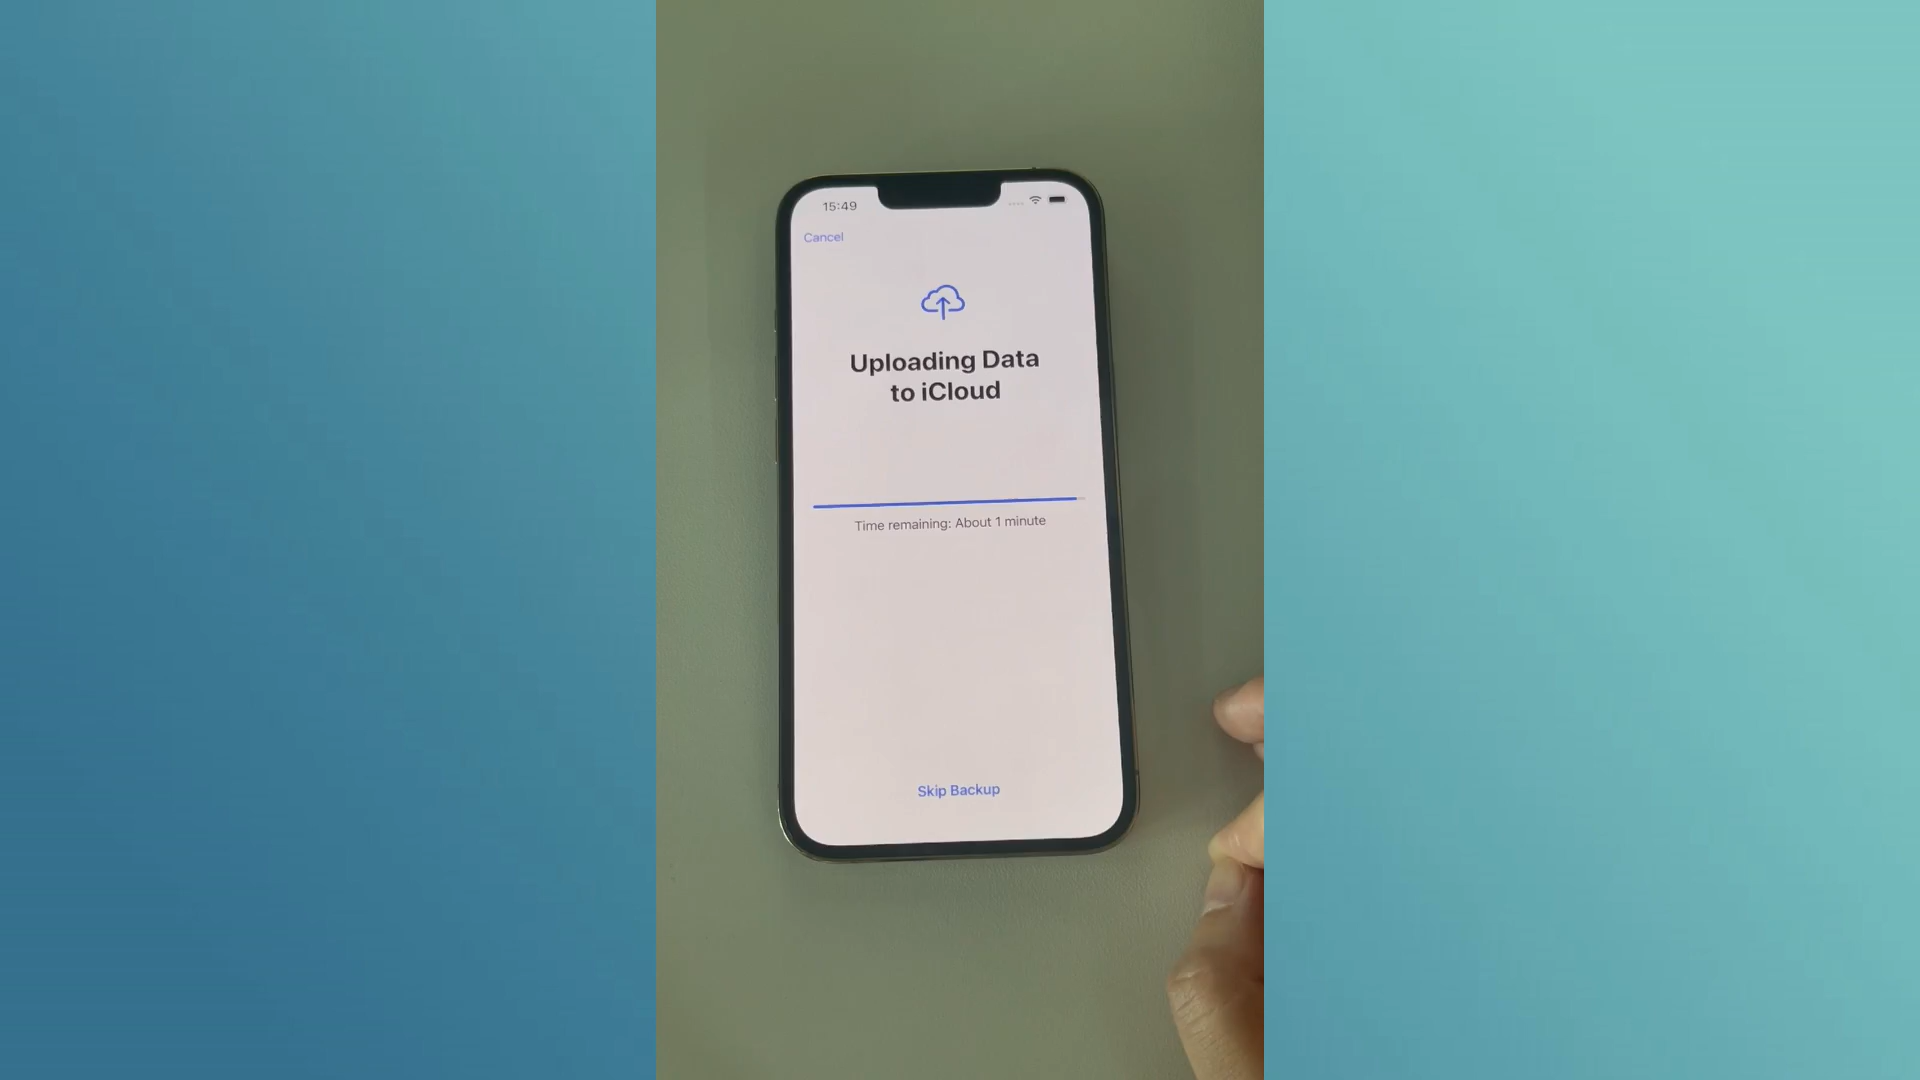 15:49
Cancel
Uploading Data
to iCloud
Time remaining: About 1 minute
Skip Backup